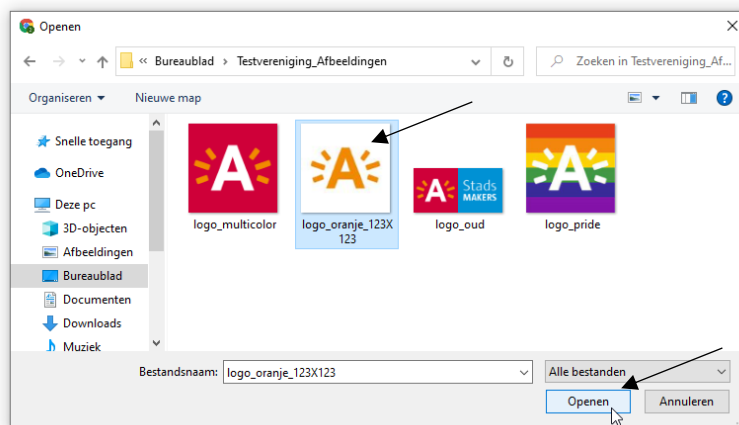 Openen
« Bureaublad › Testvereniging_Afbeeldingen
Zoeken in Testvereniging_Af...
Organiseren
Nieuwe map
Snelle toegang
OneDrive
Deze pc
3D-objecten
Afbeeldingen
Bureaublad
Documenten
Downloads
Muziek
A
logo_multicolor
A
logo_oranje_123X
123
A Stads
MAKERS
logo_oud
A
logo_pride
Bestandsnaam: logo_oranje_123X123
Alle bestanden
Openen
Annuleren